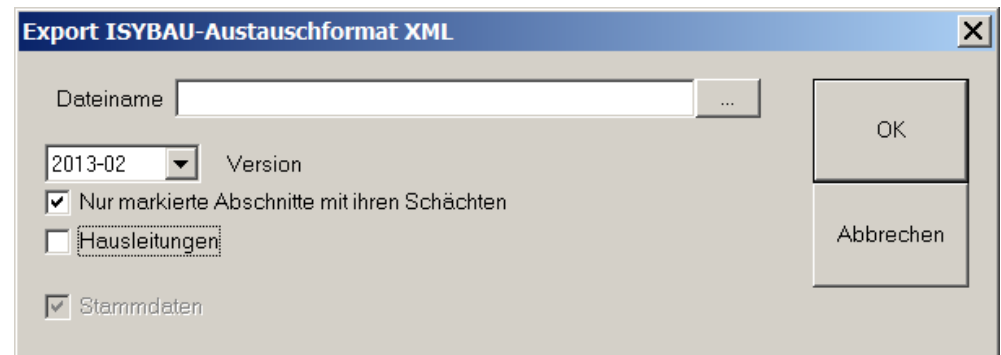 Export ISYBAU-Austauschformat XML
Dateiname ...
OK
2013-02 Version
Nur markierte Abschnitte mit ihren Schächten
Hausleitungen
Abbrechen
Stammdaten